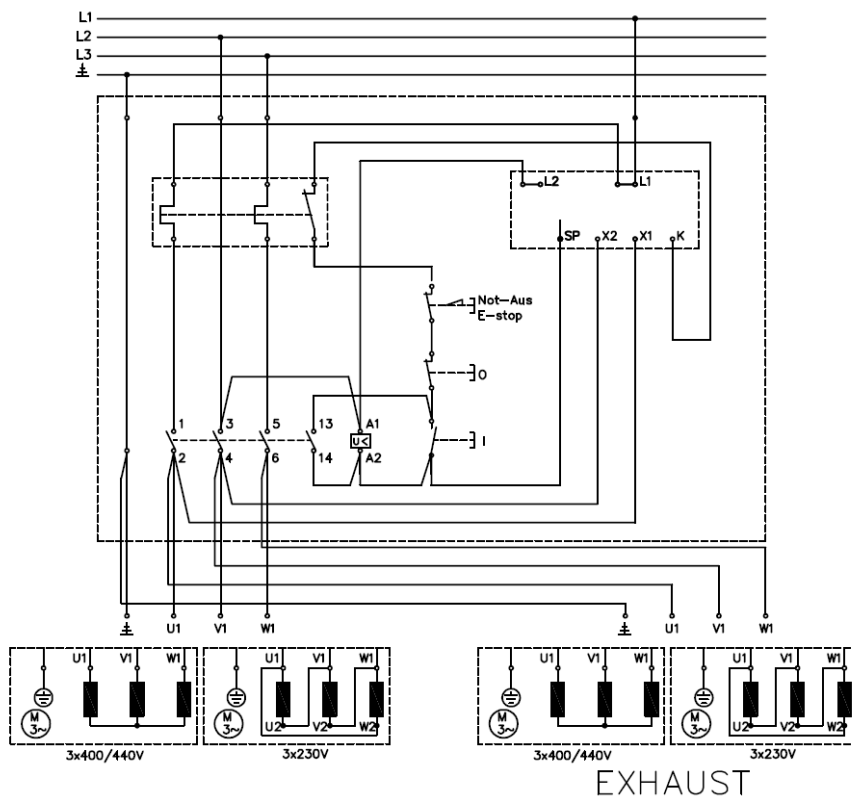 L1
L2
L3
L2 L1
SP X2 X1 K
Not-Aus
E-stop
O
1 3 5 13 A1
U< I
2 4 6 14 A2
U1 V1 W1 U1 V1 W1
U1 V1 W1 U1 V1 W1 U1 V1 W1 U1 V1 W1
M
3~
M
3~
M
3~
M
3~
U2 V2 W2 U2 V2 W2
3x400/440V 3x230V 3x400/440V 3x230V
EXHAUST